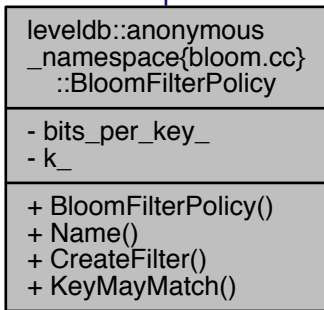 leveldb::anonymous
_namespace{bloom.cc}
::BloomFilterPolicy
- bits_per_key_
- k_
+ BloomFilterPolicy()
+ Name()
+ CreateFilter()
+ KeyMayMatch()